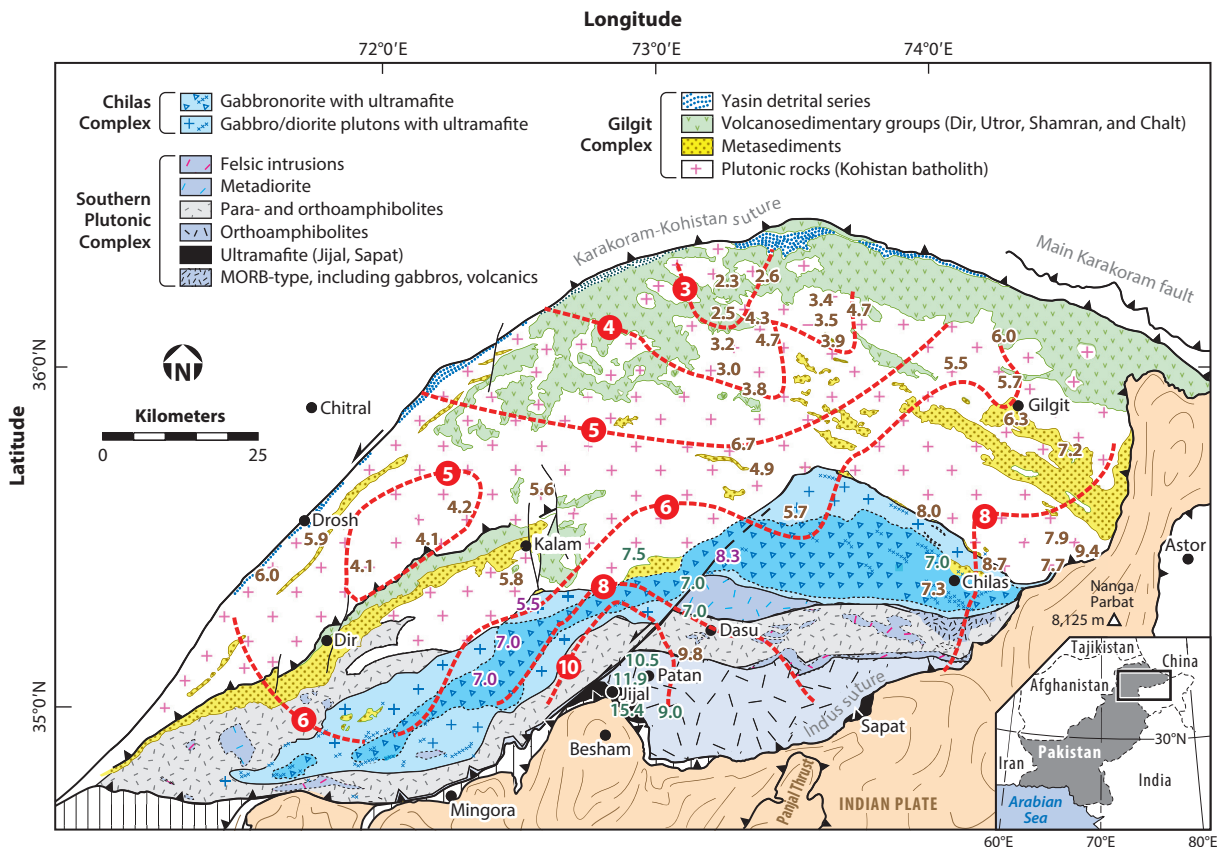 Longitude
72°0′E
73°0′E
74°0′E
Latitude
36°0′N
35°0′N
Chilas
Complex
Gabbronorite with ultramafite
Gabbro/diorite plutons with ultramafite
Southern
Plutonic
Complex
Felsic intrusions
Metadiorite
Para- and orthoamphibolites
Orthoamphibolites
Ultramafite (Jijal, Sapat)
MORB-type, including gabbros, volcanics
Gilgit
Complex
Yasin detrital series
Volcanosedimentary groups (Dir, Utror, Shamran, and Chalt)
Metasediments
Plutonic rocks (Kohistan batholith)
Karakoram-Kohistan suture
Main Karakoram fault
N
Kilometers
0
25
Chitral
Drosh
Kalam
Dir
Gilgit
Chilas
Astor
Nanga
Parbat
8,125 m
Dasu
Patan
Jijal
Besham
Mingora
Sapat
Indus suture
Panjal Thrust
INDIAN PLATE
3
4
5
5
6
6
8
8
10
2.3
2.6
2.5
4.3
3.4
3.5
4.7
3.9
3.2
4.7
3.0
3.8
6.0
5.5
5.7
6.3
7.2
6.7
4.9
5.6
4.2
4.1
4.1
5.9
6.0
5.8
5.7
8.0
7.9
9.4
7.7
8.7
7.0
7.3
8.3
7.5
7.0
7.0
5.5
7.0
7.0
9.8
10.5
11.9
15.4
9.0
Tajikistan
China
Afghanistan
Pakistan
30°N
Iran
India
Arabian
Sea
60°E
70°E
80°E